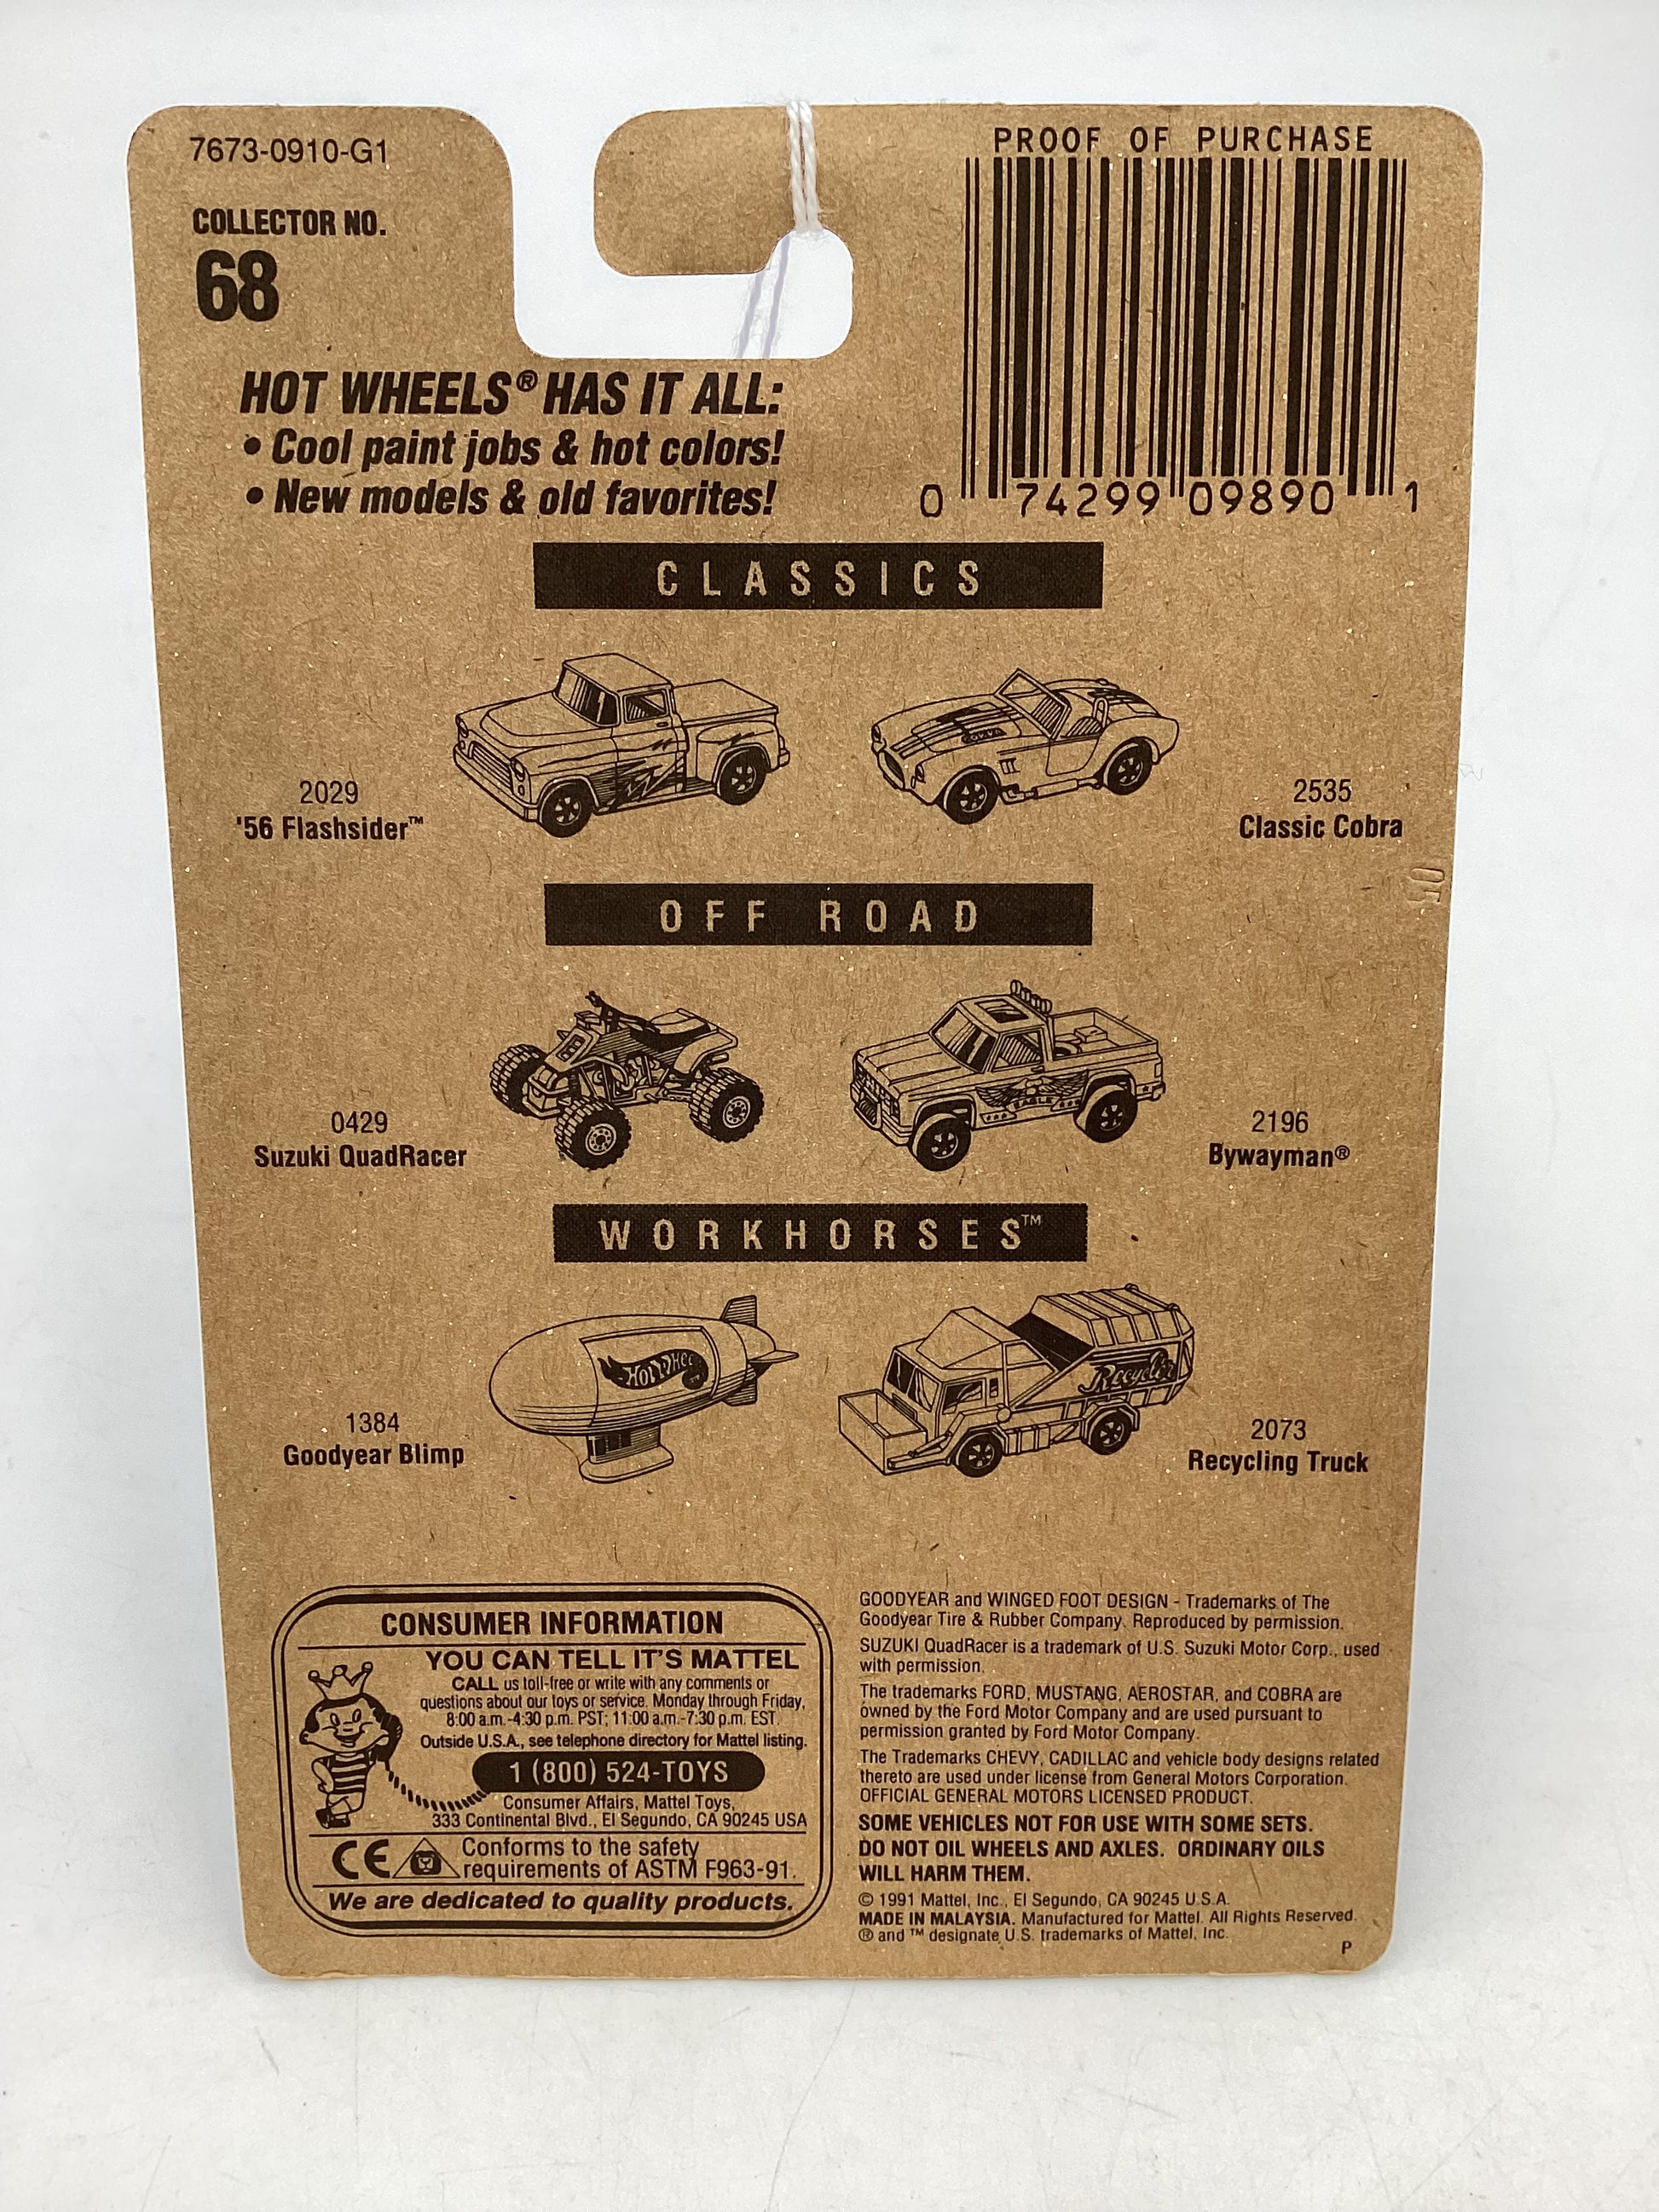 7673-0910-G1
COLLECTOR NO.
68
PROOF OF PURCHASE
0 74299 09890 1
HOT WHEELS® HAS IT ALL:
• Cool paint jobs & hot colors!
• New models & old favorites!
CLASSICS
COBRA
2029
'56 Flashsider™
2535
Classic Cobra
05
OFF ROAD
EAGLE
0429
Suzuki QuadRacer
2196
Bywayman®
WORKHORSES™
Hot Whee
Recycler
1384
Goodyear Blimp
2073
Recycling Truck
CONSUMER INFORMATION
YOU CAN TELL IT'S MATTEL
CALL us toll-free or write with any comments or
questions about our toys or service. Monday through Friday,
8:00 a.m.-4:30 p.m. PST; 11:00 a.m.-7:30 p.m. EST.
Outside U.S.A., see telephone directory for Mattel listing.
1 (800) 524-TOYS
Consumer Affairs, Mattel Toys,
333 Continental Blvd., El Segundo, CA 90245 USA
CE
Conforms to the safety
requirements of ASTM F963-91.
We are dedicated to quality products.
GOODYEAR and WINGED FOOT DESIGN - Trademarks of The
Goodyear Tire & Rubber Company. Reproduced by permission.
SUZUKI QuadRacer is a trademark of U.S. Suzuki Motor Corp., used
with permission.
The trademarks FORD, MUSTANG, AEROSTAR, and COBRA are
owned by the Ford Motor Company and are used pursuant to
permission granted by Ford Motor Company.
The Trademarks CHEVY, CADILLAC and vehicle body designs related
thereto are used under license from General Motors Corporation.
OFFICIAL GENERAL MOTORS LICENSED PRODUCT.
SOME VEHICLES NOT FOR USE WITH SOME SETS.
DO NOT OIL WHEELS AND AXLES. ORDINARY OILS
WILL HARM THEM.
© 1991 Mattel, Inc., El Segundo, CA 90245 U.S.A.
MADE IN MALAYSIA. Manufactured for Mattel. All Rights Reserved.
® and ™ designate U.S. trademarks of Mattel, Inc.
P